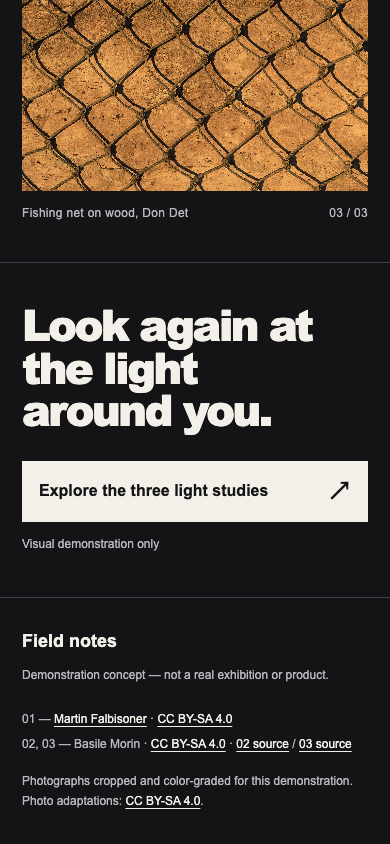 Fishing net on wood, Don Det 03 / 03
Look again at
the light
around you.
Explore the three light studies ↗
Visual demonstration only
Field notes
Demonstration concept — not a real exhibition or product.
01 — Martin Falbisoner · CC BY-SA 4.0
02, 03 — Basile Morin · CC BY-SA 4.0 · 02 source / 03 source
Photographs cropped and color-graded for this demonstration.
Photo adaptations: CC BY-SA 4.0.